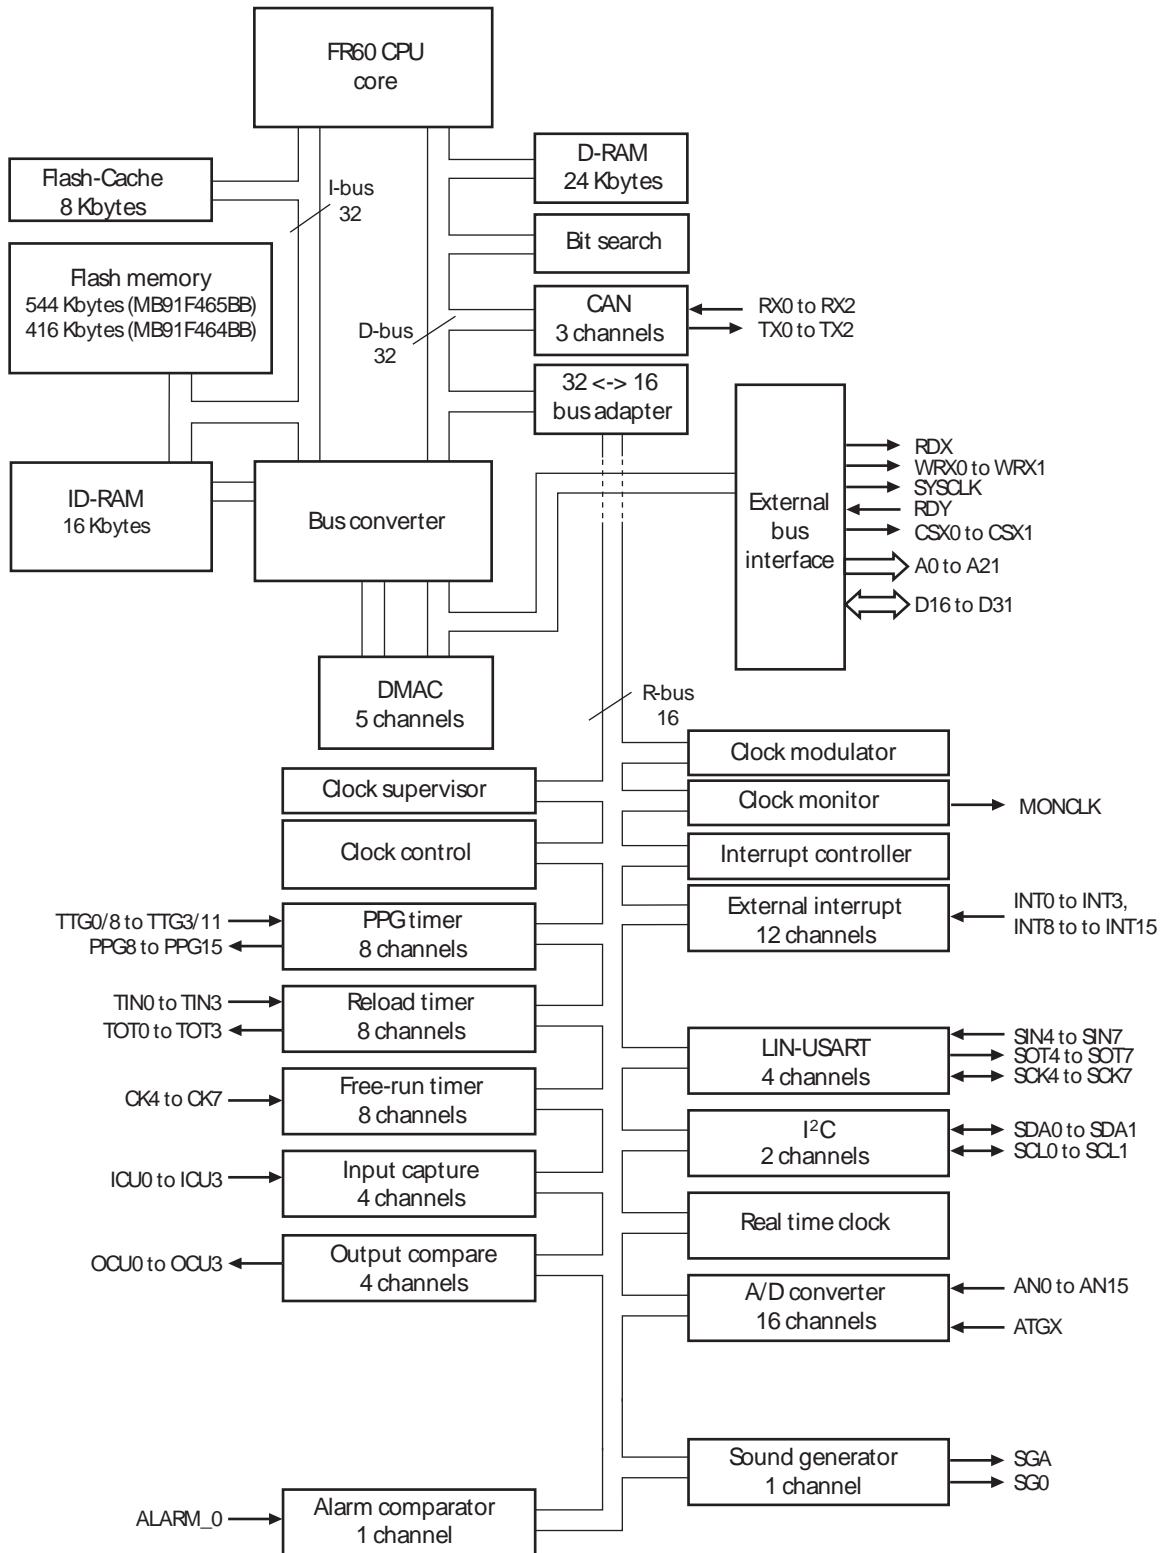 FR60 CPU
core
D-RAM
24 Kbytes
Flash-Cache
8 Kbytes
I-bus
32
Bit search
Flash memory
544 Kbytes (MB91F465BB)
416 Kbytes (MB91F464BB)
CAN
3 channels
RX0 to RX2
TX0 to TX2
D-bus
32
32 <-> 16
bus adapter
ID-RAM
16 Kbytes
Bus converter
External
bus
interface
RDX
WRX0 to WRX1
SYSCLK
RDY
CSX0 to CSX1
A0 to A21
D16 to D31
DMAC
5 channels
R-bus
16
Clock modulator
Clock supervisor
Clock monitor
MONCLK
Clock control
Interrupt controller
TTG0/8 to TTG3/11
PPG8 to PPG15
PPG timer
8 channels
External interrupt
12 channels
INT0 to INT3,
INT8 to to INT15
TIN0 to TIN3
TOT0 to TOT3
Reload timer
8 channels
LIN-USART
4 channels
SIN4 to SIN7
SOT4 to SOT7
SCK4 to SCK7
CK4 to CK7
Free-run timer
8 channels
I²C
2 channels
SDA0 to SDA1
SCL0 to SCL1
ICU0 to ICU3
Input capture
4 channels
Real time clock
OCU0 to OCU3
Output compare
4 channels
A/D converter
16 channels
AN0 to AN15
ATGX
Sound generator
1 channel
SGA
SG0
ALARM_0
Alarm comparator
1 channel